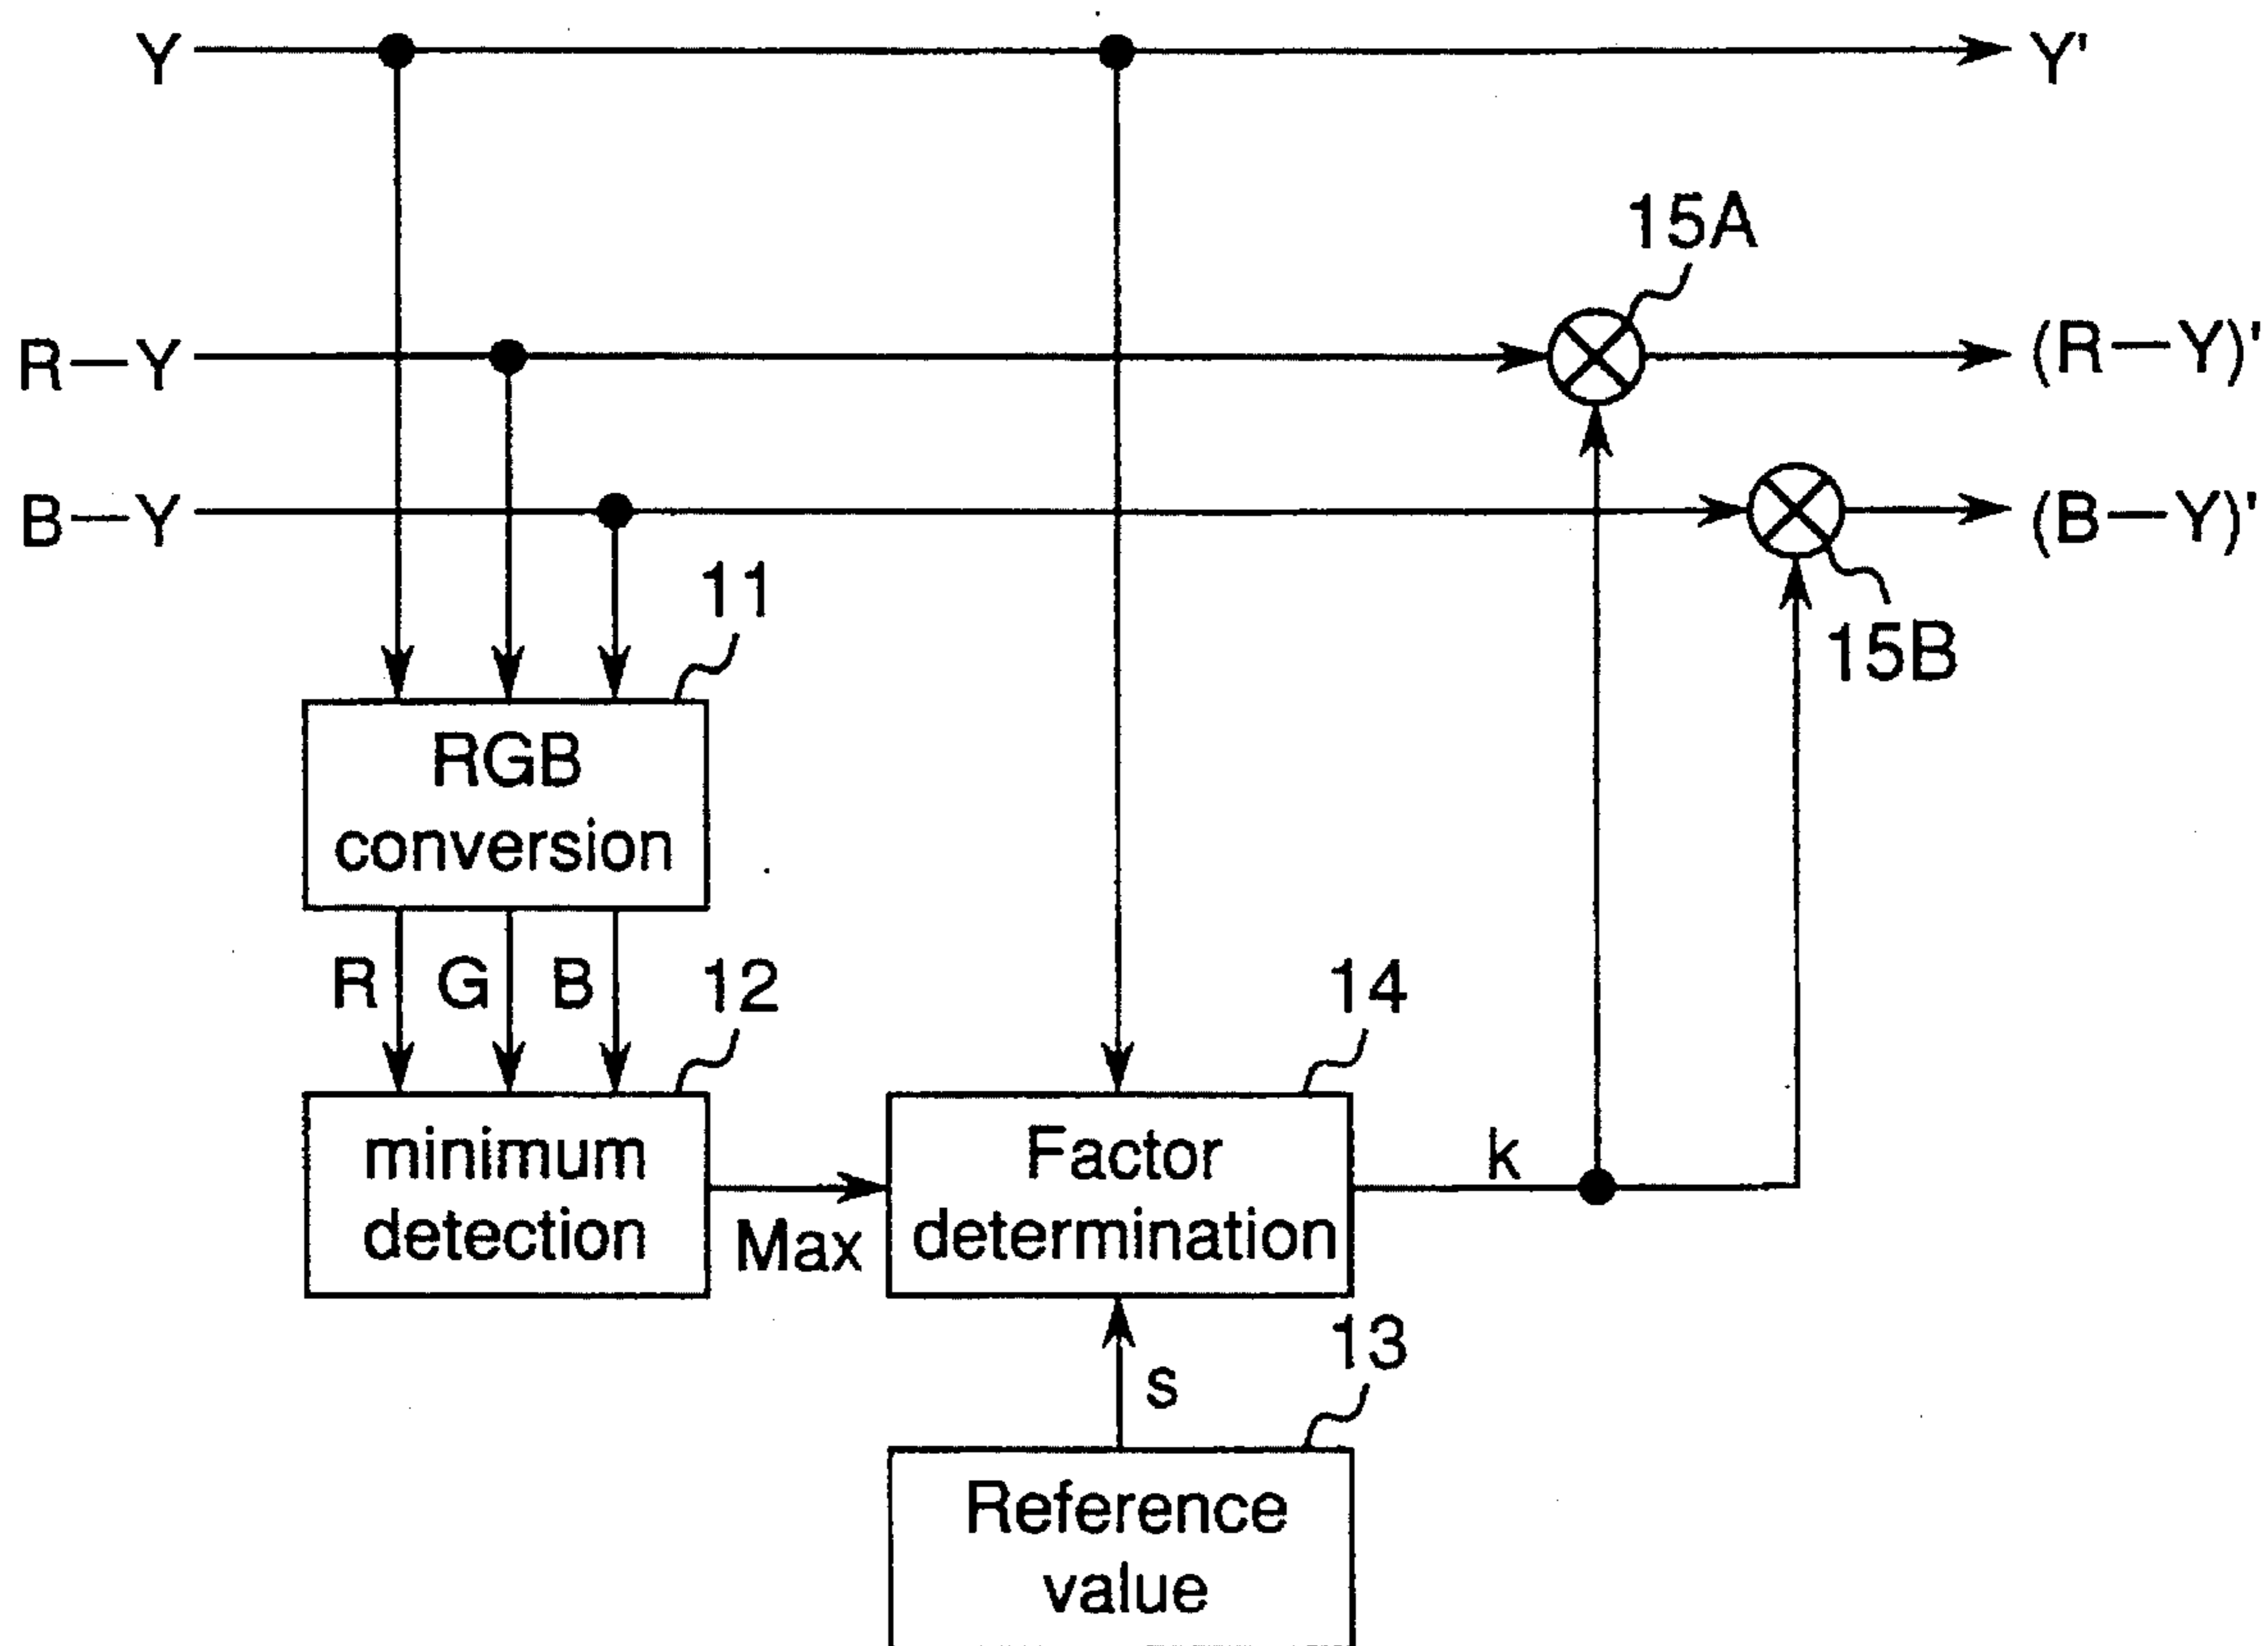 Y
Y'
15A
R—Y
(R—Y)'
B—Y
(B—Y)'
11
15B
RGB
conversion
R G B
12
14
minimum
detection
Max
Factor
determination
k
13
s
Reference
value